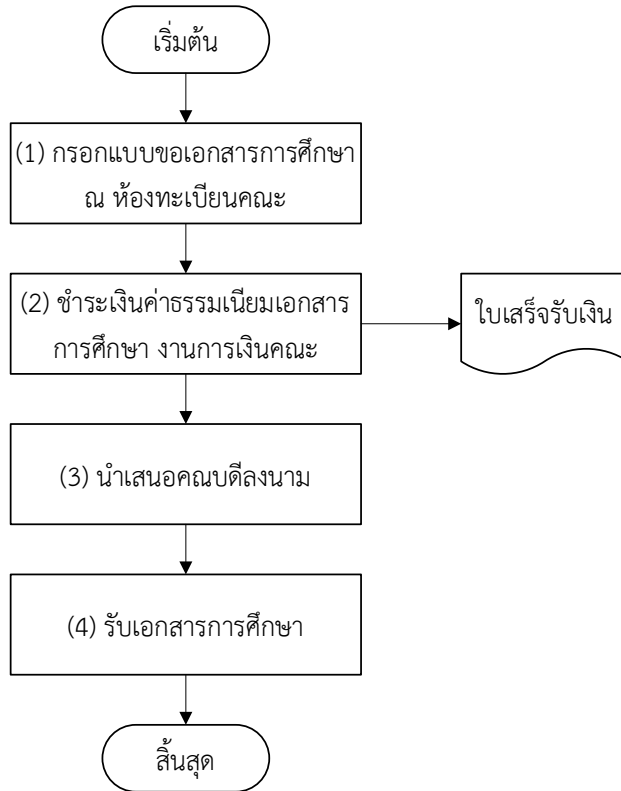 เริ่มต้น
(1) กรอกแบบขอเอกสารการศึกษา
ณ ห้องทะเบียนคณะ
(2) ชำระเงินค่าธรรมเนียมเอกสาร
การศึกษา งานการเงินคณะ
ใบเสร็จรับเงิน
(3) นำเสนอคณบดีลงนาม
(4) รับเอกสารการศึกษา
สิ้นสุด